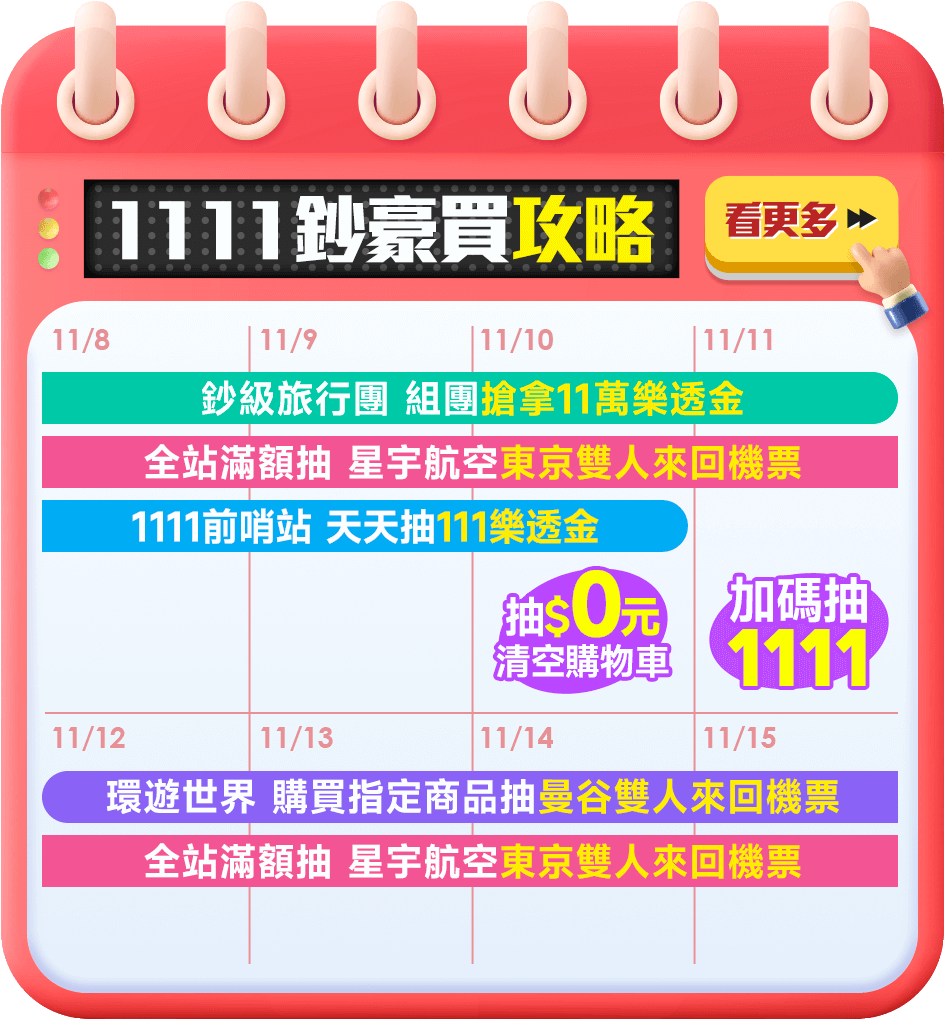 1111鈔豪買攻略
看更多
11/8
11/9
11/10
11/11
鈔級旅行團 組團搶拿11萬樂透金
全站滿額抽 星宇航空東京雙人來回機票
1111前哨站 天天抽111樂透金
抽$0元
清空購物車
加碼抽
1111
11/12
11/13
11/14
11/15
環遊世界 購買指定商品抽曼谷雙人來回機票
全站滿額抽 星宇航空東京雙人來回機票